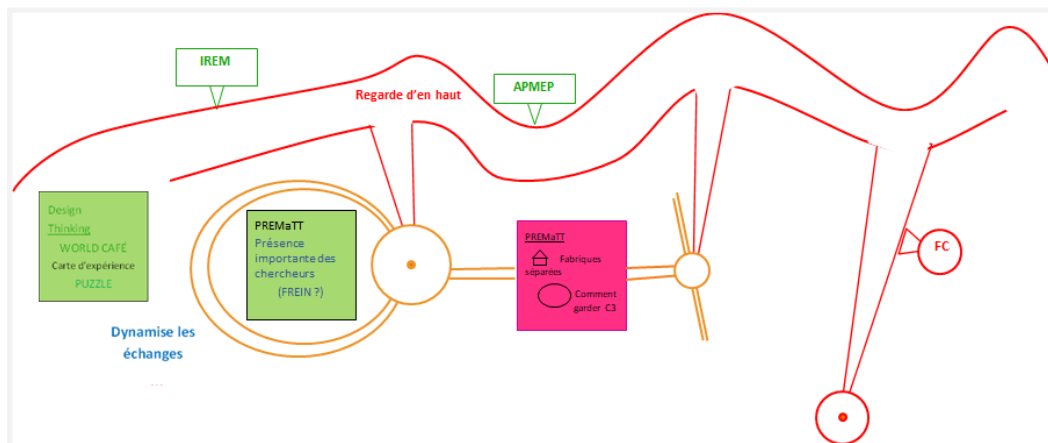 IREM
Regarde d'en haut
APMEP
Design
Thinking
WORLD CAFÉ
Carte d'expérience
PUZZLE
Dynamise les
échanges
...
PREMaTT
Présence
importante des
chercheurs
(FREIN ?)
PREMaTT
Fabriques
séparées
Comment
garder C3
FC